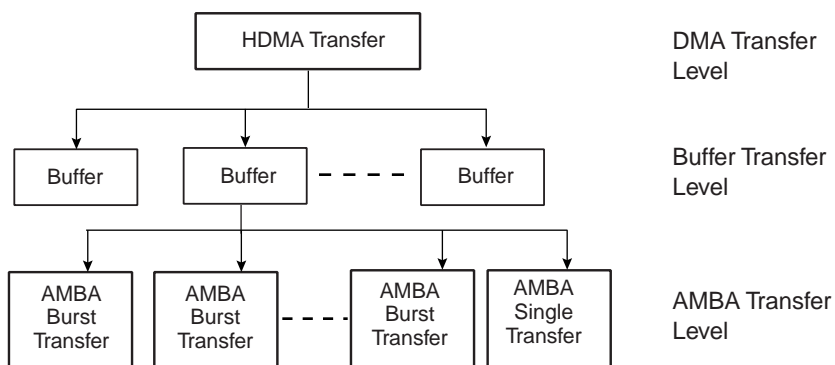 HDMA Transfer
DMA Transfer
Level
Buffer
Buffer
Buffer
Buffer Transfer
Level
AMBA
Burst
Transfer
AMBA
Burst
Transfer
AMBA
Burst
Transfer
AMBA
Single
Transfer
AMBA Transfer
Level